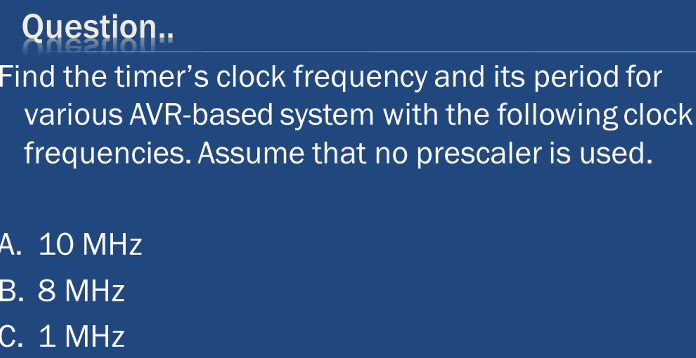 Question..
Find the timer’s clock frequency and its period for
various AVR-based system with the following clock
frequencies. Assume that no prescaler is used.
A. 10 MHz
B. 8 MHz
C. 1 MHz